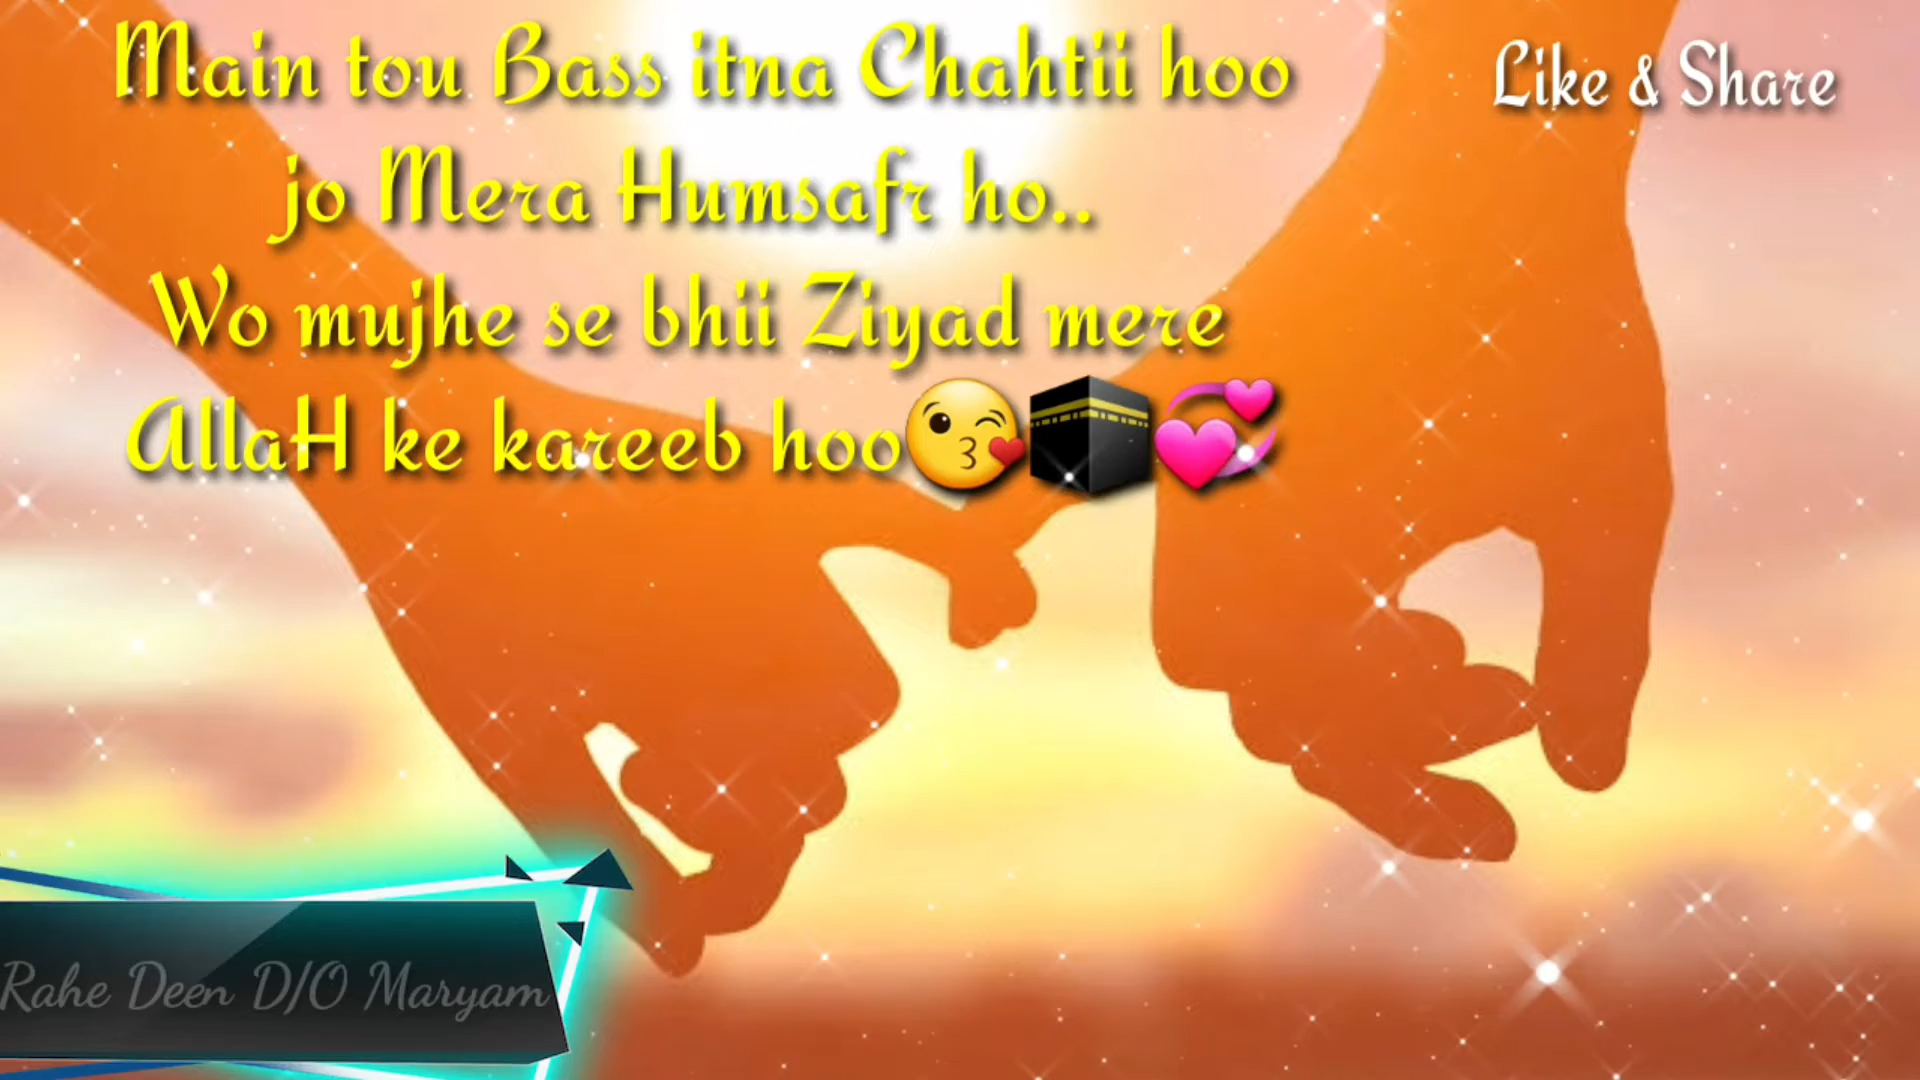 Main tou Bass itna Chahtii hoo
jo Mera Humsafr ho..
Wo mujhe se bhii Ziyad mere
AllaH ke kareeb hoo😘🕋💞
Like & Share
Rahe Deen D/O Maryam